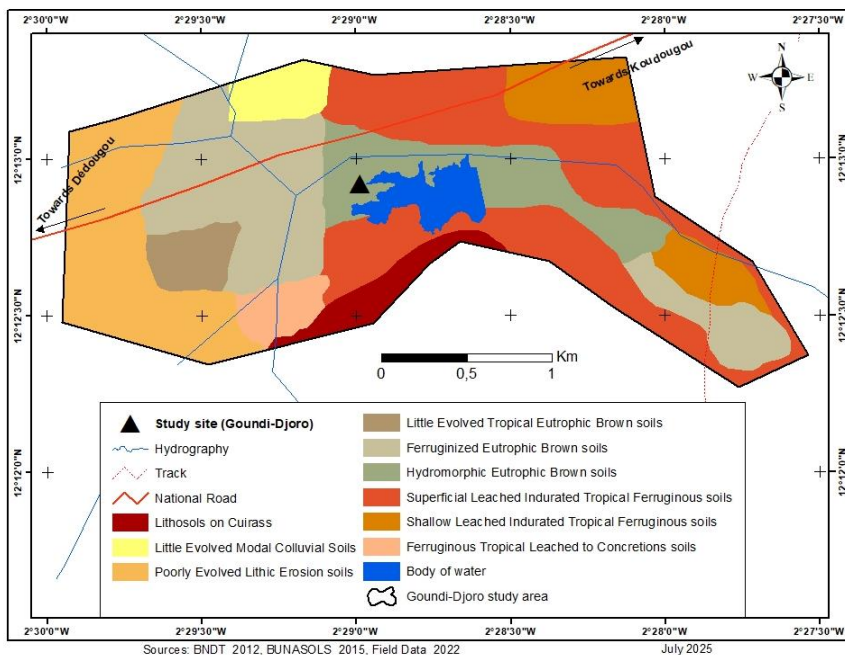 2°30'0"W 2°29'30"W 2°29'0"W 2°28'30"W 2°28'0"W 2°27'30"W
Towards Koudougou
N
W E
S
12°13'0"N 12°13'0"N
Towards Dédougou
12°12'30"N 12°12'30"N
Km
0 0,5 1
Study site (Goundi-Djoro)
Hydrography
Track
National Road
Lithosols on Cuirass
Little Evolved Modal Colluvial Soils
Poorly Evolved Lithic Erosion soils
Little Evolved Tropical Eutrophic Brown soils
Ferruginized Eutrophic Brown soils
Hydromorphic Eutrophic Brown soils
Superficial Leached Indurated Tropical Ferruginous soils
Shallow Leached Indurated Tropical Ferruginous soils
Ferruginous Tropical Leached to Concretions soils
Body of water
Goundi-Djoro study area
12°12'0"N 12°12'0"N
2°30'0"W 2°29'30"W 2°29'0"W 2°28'30"W 2°28'0"W 2°27'30"W
Sources: BNDT 2012, BUNASOLS 2015, Field Data 2022 July 2025